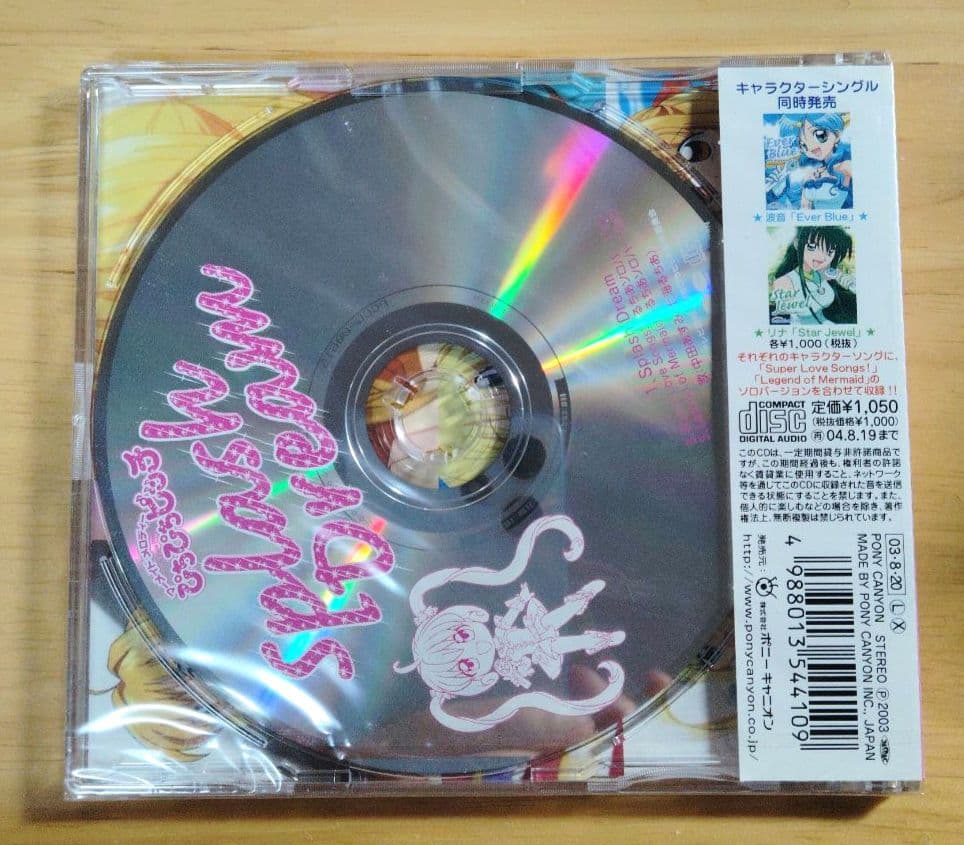 キャラクターシングル
同時発売
Ever
BLUE
★波音「Ever Blue」★
Star
Jewel
★リナ「Star Jewel」★
各¥1,000(税抜)
それぞれのキャラクターソングに、
「Super Love Songs!」
「Legend of Mermaid」の
ソロバージョンを合わせて収録!!
COMPACT
disc
DIGITAL AUDIO
定価¥1,050
(税抜価格¥1,000)
再 04.8.19まで
このCDは、一定期間貸与非許諾商品で
すが、この期間経過後も、権利者の許諾
なく賃貸業に使用すること、ネットワーク
等を通じてこのCDに収録された音を送信
できる状態にすることを禁じます。また、
個人的に楽しむなどの場合を除き、著作
権法上、無断複製は禁じられています。
03・8・20 L X
PONY CANYON STEREO Ⓟ2003
MADE BY PONY CANYON INC., JAPAN
4 988013 544109
発売元: 株式会社 ポニーキャニオン
http://www.ponycanyon.co.jp/
マーメイドメロディー
ぴちぴちピッチ
Splash
Dream
1. Splash Dream